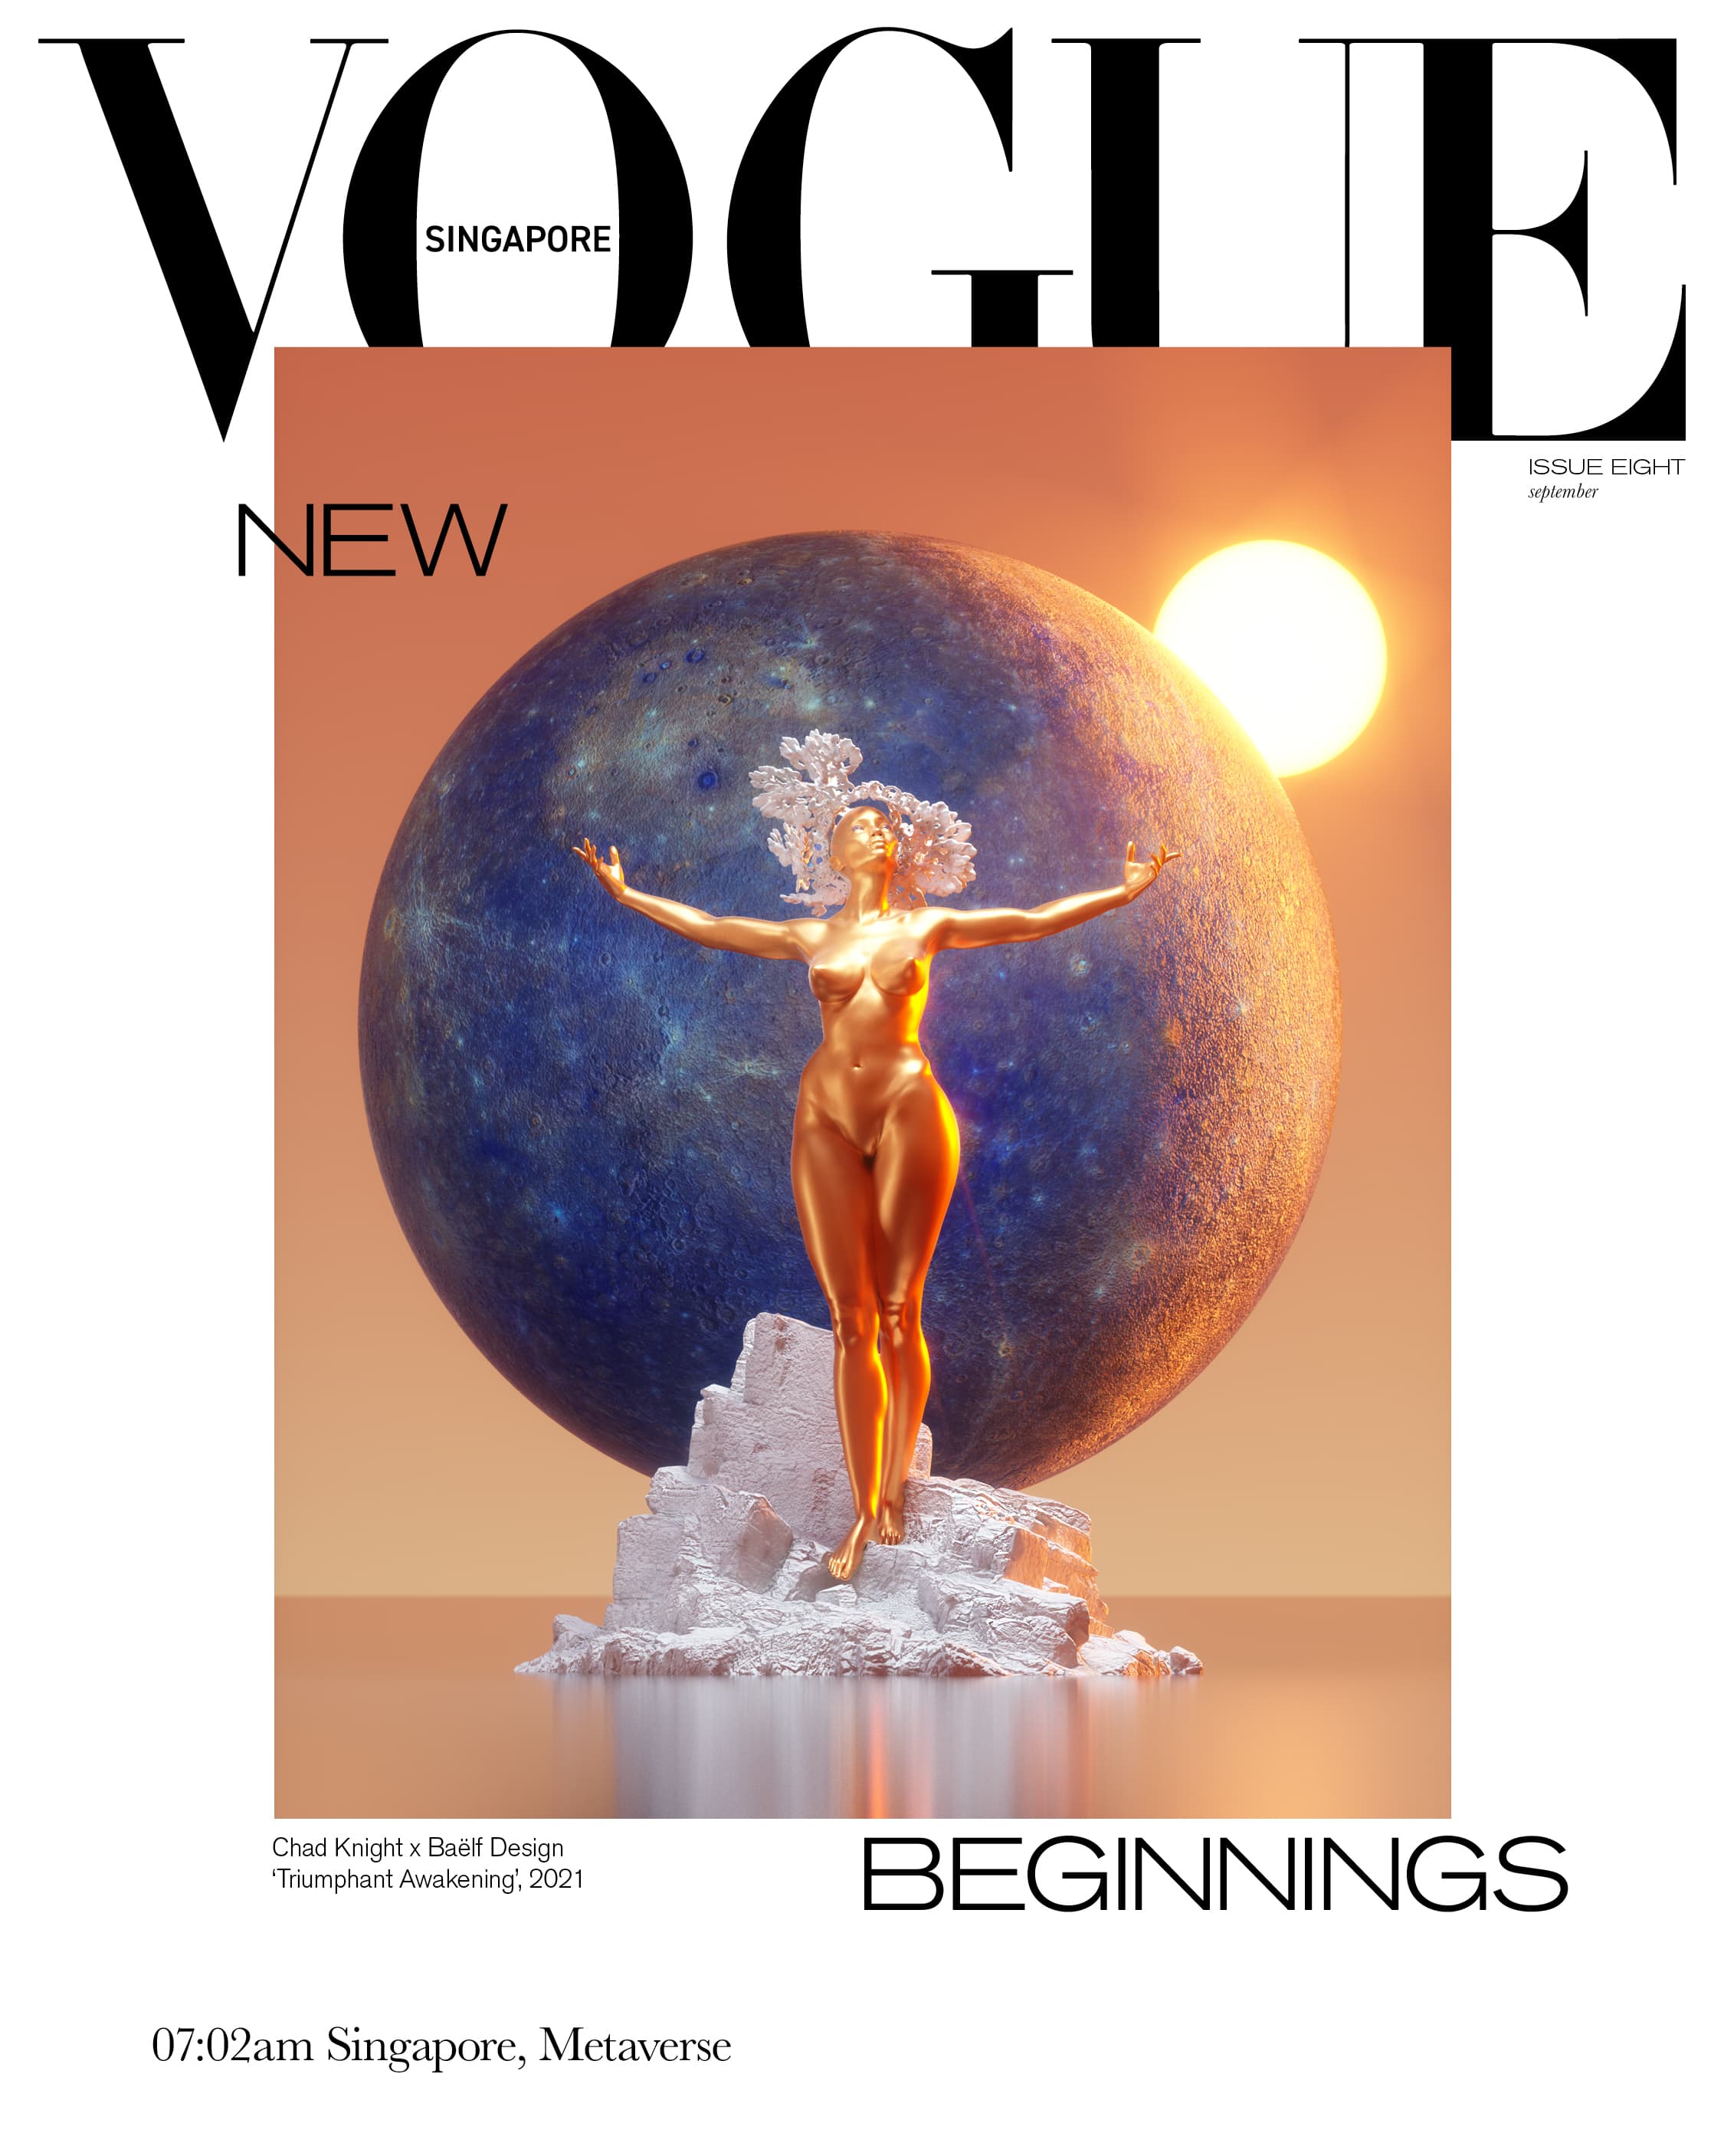 VOGUE
SINGAPORE
ISSUE EIGHT
september
NEW
Chad Knight x Baëlf Design
‘Triumphant Awakening’, 2021
BEGINNINGS
07:02am Singapore, Metaverse